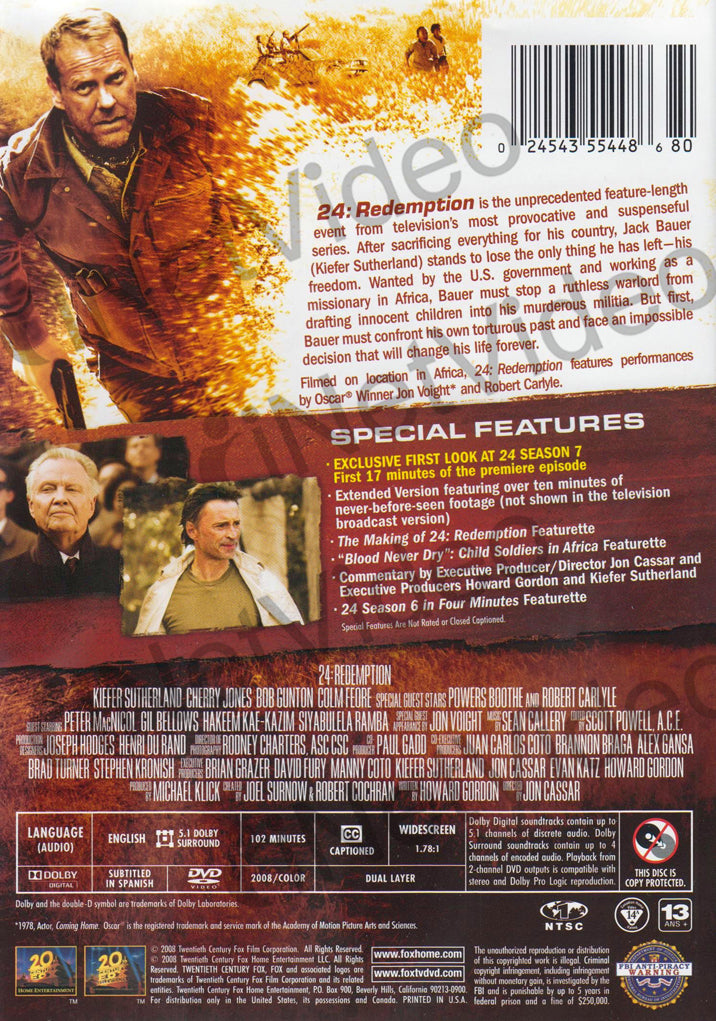 0 24543 55448 6 80
24: Redemption is the unprecedented feature-length
event from television's most provocative and suspenseful
series. After sacrificing everything for his country, Jack Bauer
(Kiefer Sutherland) stands to lose the only thing he has left—his
freedom. Wanted by the U.S. government and working as a
missionary in Africa, Bauer must stop a ruthless warlord from
drafting innocent children into his murderous militia. But first,
Bauer must confront his own torturous past and face an impossible
decision that will change his life forever.
Filmed on location in Africa, 24: Redemption features performances
by Oscar® Winner Jon Voight* and Robert Carlyle.
SPECIAL FEATURES
· EXCLUSIVE FIRST LOOK AT 24 SEASON 7
First 17 minutes of the premiere episode
· Extended Version featuring over ten minutes of
never-before-seen footage (not shown in the television
broadcast version)
· The Making of 24: Redemption Featurette
· "Blood Never Dry": Child Soldiers in Africa Featurette
· Commentary by Executive Producer/Director Jon Cassar and
Executive Producers Howard Gordon and Kiefer Sutherland
· 24 Season 6 in Four Minutes Featurette
Special Features Are Not Rated or Closed Captioned.
24:REDEMPTION
KIEFER SUTHERLAND CHERRY JONES BOB GUNTON COLM FEORE SPECIAL GUEST STARS POWERS BOOTHE AND ROBERT CARLYLE
GUEST STARRING PETER MACNICOL GIL BELLOWS HAKEEM KAE-KAZIM SIYABULELA RAMBA SPECIAL GUEST APPEARANCE BY JON VOIGHT MUSIC BY SEAN CALLERY EDITED BY SCOTT POWELL, A.C.E.
PRODUCTION DESIGNERS JOSEPH HODGES HENRI DU RAND DIRECTOR OF PHOTOGRAPHY RODNEY CHARTERS, ASC CSC CO-PRODUCER PAUL GADD CO-EXECUTIVE PRODUCERS JUAN CARLOS COTO BRANNON BRAGA ALEX GANSA
BRAD TURNER STEPHEN KRONISH EXECUTIVE PRODUCERS BRIAN GRAZER DAVID FURY MANNY COTO KIEFER SUTHERLAND JON CASSAR EVAN KATZ HOWARD GORDON
PRODUCED BY MICHAEL KLICK CREATED BY JOEL SURNOW & ROBERT COCHRAN WRITTEN BY HOWARD GORDON DIRECTED BY JON CASSAR
LANGUAGE (AUDIO)
ENGLISH 5.1 DOLBY SURROUND
102 MINUTES
CC CAPTIONED
WIDESCREEN 1.78:1
DOLBY DIGITAL
SUBTITLED IN SPANISH
DVD VIDEO
2008/COLOR
DUAL LAYER
Dolby Digital soundtracks contain up to
5.1 channels of discrete audio. Dolby
Surround soundtracks contain up to 4
channels of encoded audio. Playback from
2-channel DVD outputs is compatible with
stereo and Dolby Pro Logic reproduction.
THIS DISC IS
COPY PROTECTED.
Dolby and the double-D symbol are trademarks of Dolby Laboratories.
*1978, Actor, Coming Home. Oscar® is the registered trademark and service mark of the Academy of Motion Picture Arts and Sciences.
NTSC
14A
13
ANS +
20
HOME ENTERTAINMENT
TM
20
TM
© 2008 Twentieth Century Fox Film Corporation. All Rights Reserved.
© 2008 Twentieth Century Fox Home Entertainment LLC. All Rights
Reserved. TWENTIETH CENTURY FOX, FOX and associated logos are
trademarks of Twentieth Century Fox Film Corporation and its related
entities. Twentieth Century Fox Home Entertainment, P.O. Box 900, Beverly Hills, California 90213-0900.
For distribution only in the United States, its possessions and Canada. PRINTED IN U.S.A.
www.foxhome.com
www.foxtvdvd.com
The unauthorized reproduction or distribution
of this copyrighted work is illegal. Criminal
copyright infringement, including infringement
without monetary gain, is investigated by the
FBI and is punishable by up to 5 years in
federal prison and a fine of $250,000.
FBI ANTI-PIRACY
WARNING